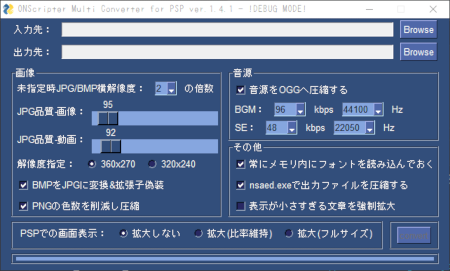 ONScripter Multi Converter for PSP ver.1.4.1 - !DEBUG MODE!
入力先： Browse
出力先： Browse
画像
未指定時JPG/BMP横解像度： 2 の倍数
95
JPG品質-画像：
92
JPG品質-動画：
解像度指定： 360x270 320x240
BMPをJPGに変換&拡張子偽装
PNGの色数を削減し圧縮
音源
音源をOGGへ圧縮する
BGM： 96 kbps 44100 Hz
SE： 48 kbps 22050 Hz
その他
常にメモリ内にフォントを読み込んでおく
nsaed.exeで出力ファイルを圧縮する
表示が小さすぎる文章を強制拡大
PSPでの画面表示： 拡大しない 拡大(比率維持) 拡大(フルサイズ)